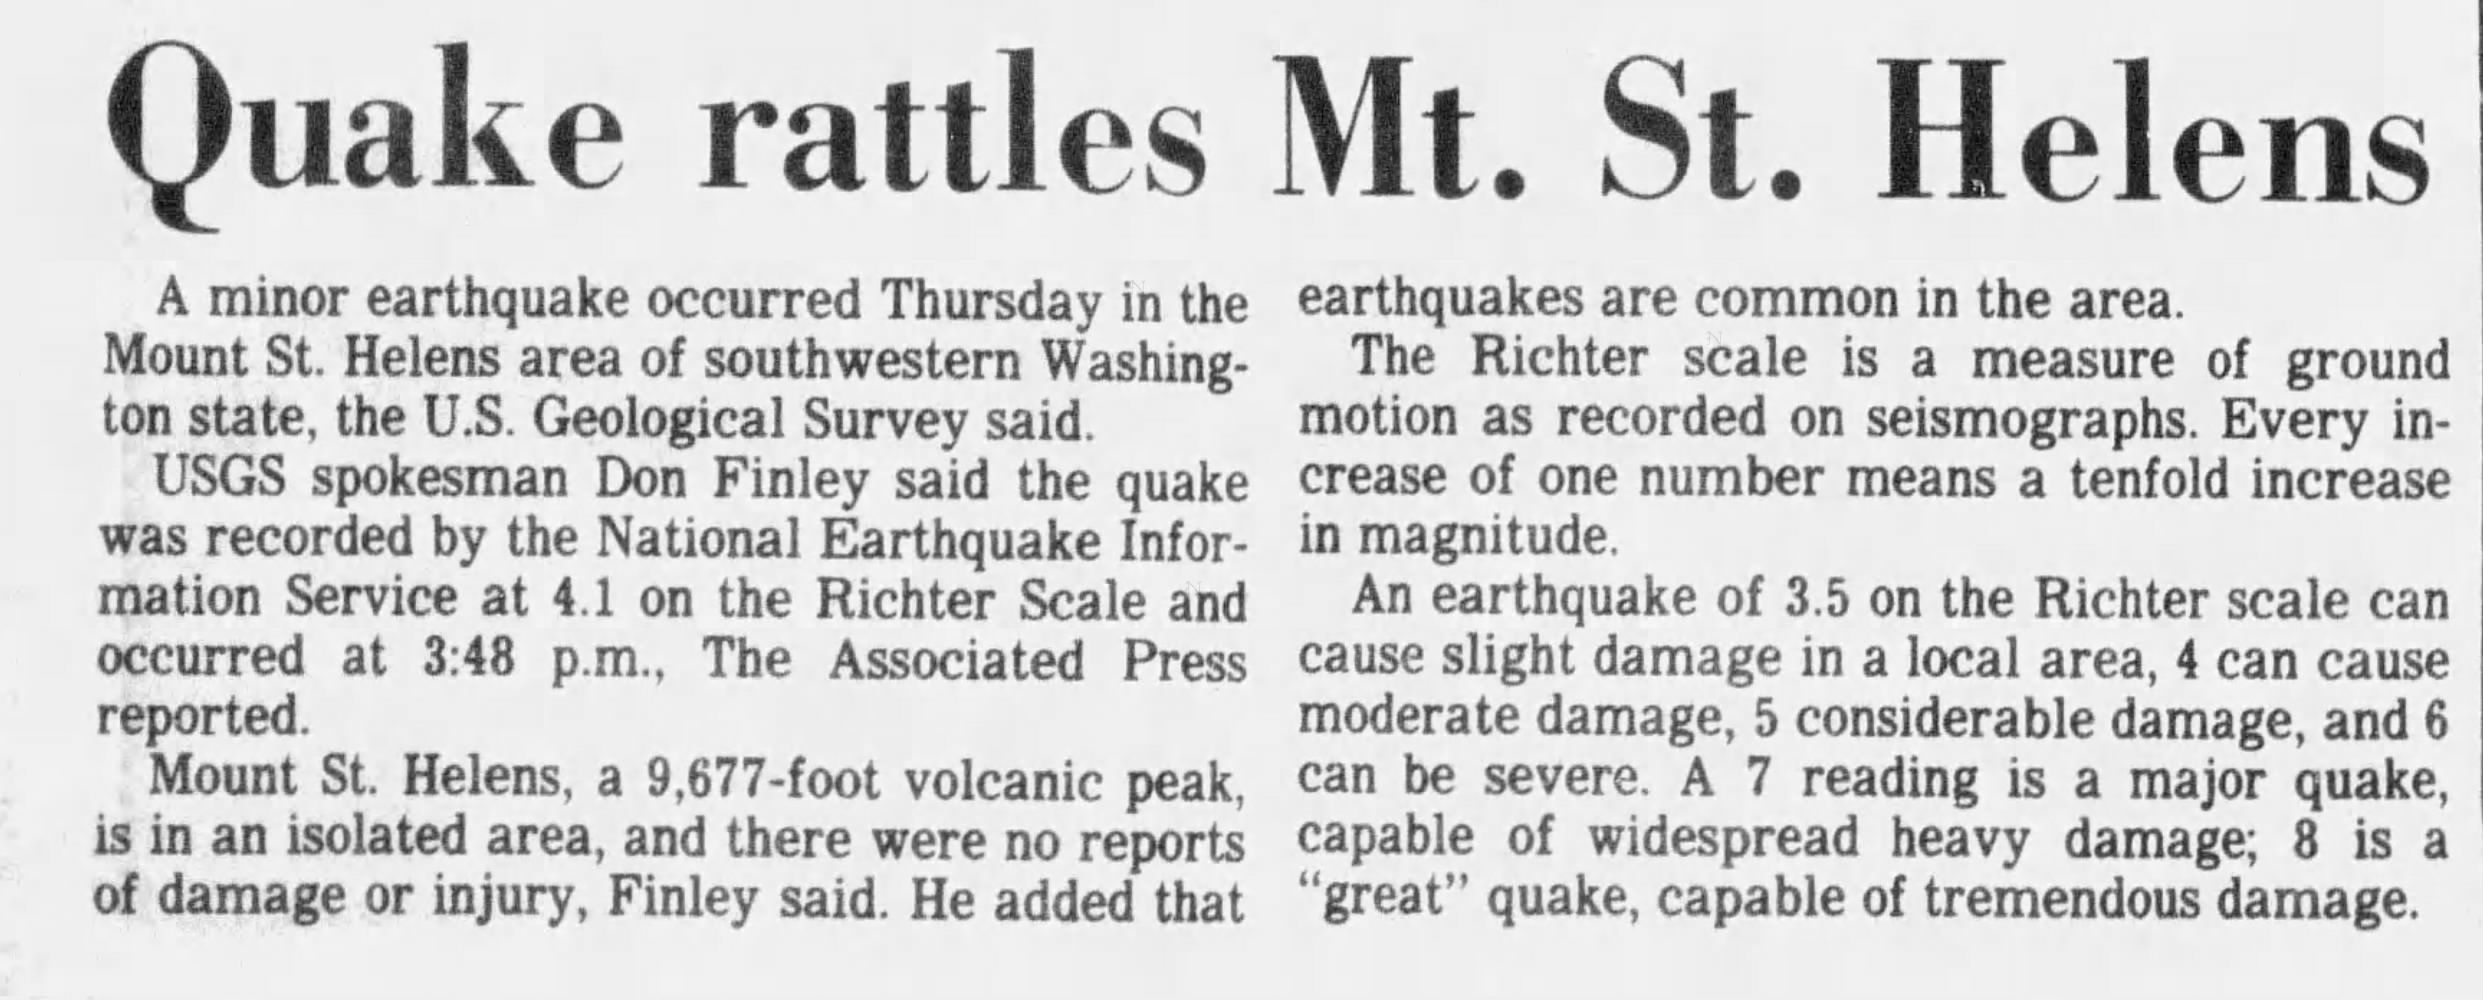 Quake rattles Mt. St. Helens
A minor earthquake occurred Thursday in the
Mount St. Helens area of southwestern Washing-
ton state, the U.S. Geological Survey said.
USGS spokesman Don Finley said the quake
was recorded by the National Earthquake Infor-
mation Service at 4.1 on the Richter Scale and
occurred at 3:48 p.m., The Associated Press
reported.
Mount St. Helens, a 9,677-foot volcanic peak,
is in an isolated area, and there were no reports
of damage or injury, Finley said. He added that
earthquakes are common in the area.
The Richter scale is a measure of ground
motion as recorded on seismographs. Every in-
crease of one number means a tenfold increase
in magnitude.
An earthquake of 3.5 on the Richter scale can
cause slight damage in a local area, 4 can cause
moderate damage, 5 considerable damage, and 6
can be severe. A 7 reading is a major quake,
capable of widespread heavy damage; 8 is a
“great” quake, capable of tremendous damage.